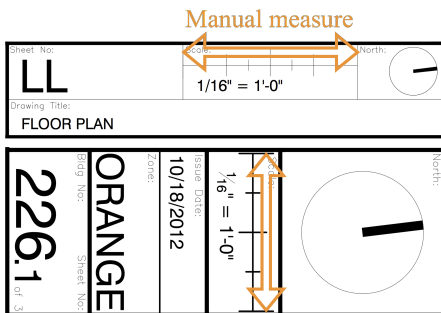 Manual measure
Sheet No:
LL
Scale:
1/16" = 1'-0"
North:
Drawing Title:
FLOOR PLAN
North:
Scale:
1/16" = 1'-0"
Issue Date:
10/18/2012
Zone:
ORANGE
Bldg No:
Sheet No:
226.1
of 3